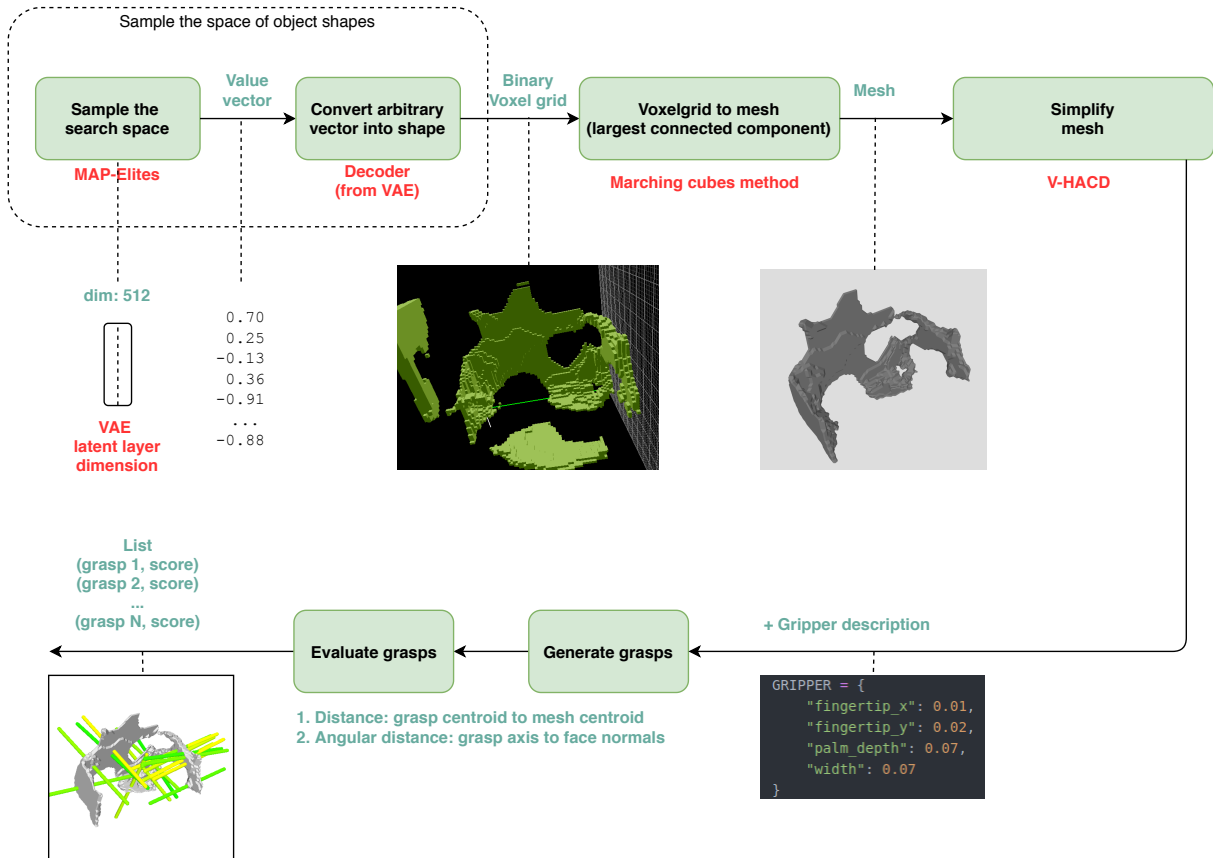 Sample the space of object shapes
Sample the
search space
MAP-Elites
Value
vector
Convert arbitrary
vector into shape
Decoder
(from VAE)
Binary
Voxel grid
Voxelgrid to mesh
(largest connected component)
Marching cubes method
Mesh
Simplify
mesh
V-HACD
dim: 512
VAE
latent layer
dimension
0.70
0.25
-0.13
0.36
-0.91
...
-0.88
List
(grasp 1, score)
(grasp 2, score)
...
(grasp N, score)
Evaluate grasps
1. Distance: grasp centroid to mesh centroid
2. Angular distance: grasp axis to face normals
Generate grasps
+ Gripper description
GRIPPER = {
"fingertip_x": 0.01,
"fingertip_y": 0.02,
"palm_depth": 0.07,
"width": 0.07
}